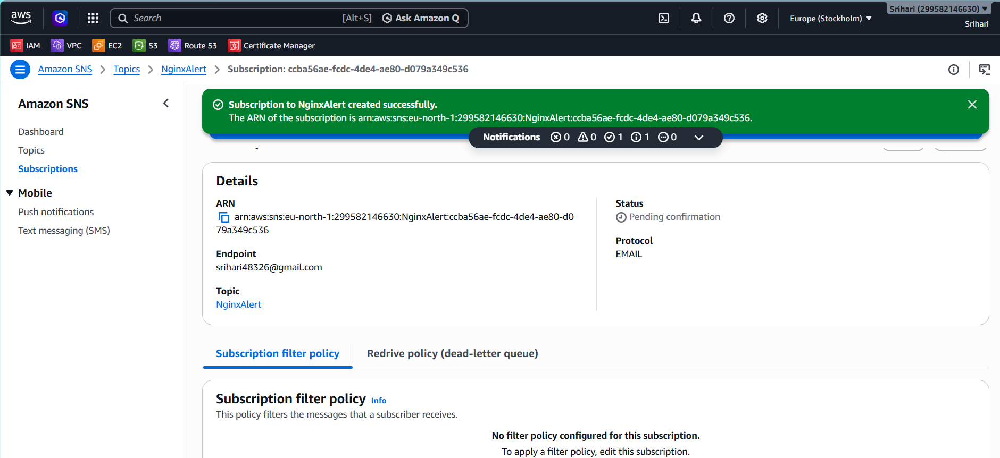 aws
Search [Alt+S] Ask Amazon Q
Europe (Stockholm) ▼
Srihari (299582146630) ▼
Srihari
IAM VPC EC2 S3 Route 53 Certificate Manager
Amazon SNS > Topics > NginxAlert > Subscription: ccba56ae-fcdc-4de4-ae80-d079a349c536
Amazon SNS
Dashboard
Topics
Subscriptions
Mobile
Push notifications
Text messaging (SMS)
Subscription to NginxAlert created successfully.
The ARN of the subscription is arn:aws:sns:eu-north-1:299582146630:NginxAlert:ccba56ae-fcdc-4de4-ae80-d079a349c536.
Notifications 0 0 1 1 0
Details
ARN
arn:aws:sns:eu-north-1:299582146630:NginxAlert:ccba56ae-fcdc-4de4-ae80-d0
79a349c536
Endpoint
srihari48326@gmail.com
Topic
NginxAlert
Status
Pending confirmation
Protocol
EMAIL
Subscription filter policy
Redrive policy (dead-letter queue)
Subscription filter policy Info
This policy filters the messages that a subscriber receives.
No filter policy configured for this subscription.
To apply a filter policy, edit this subscription.